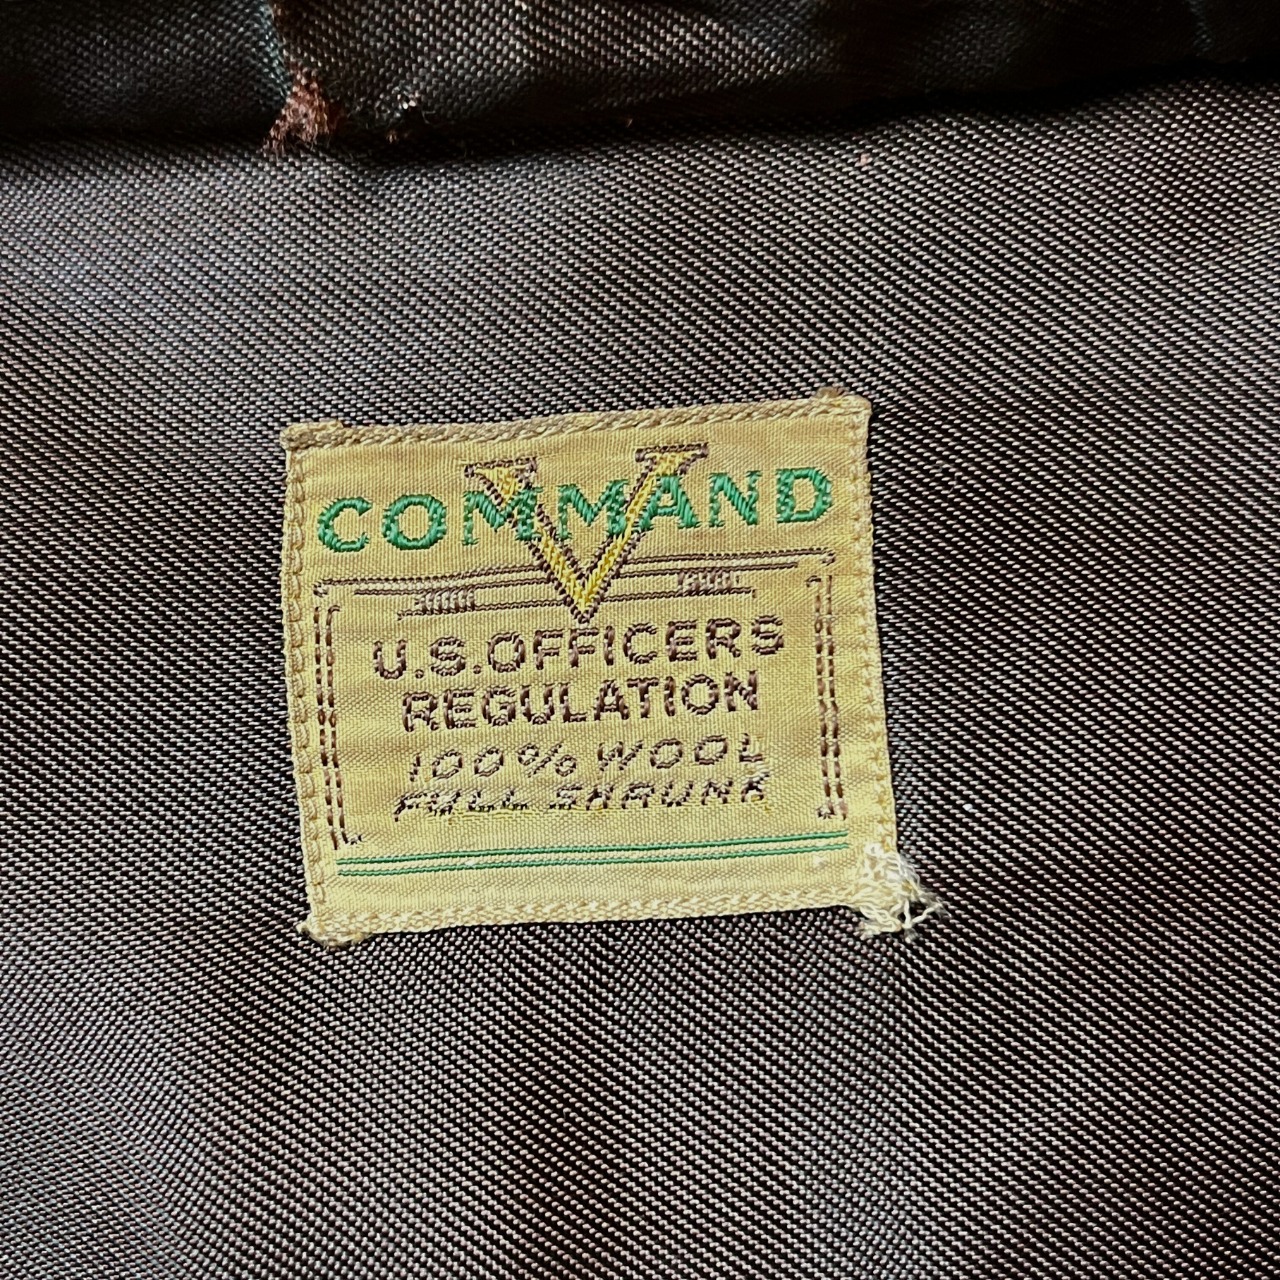 COMMAND
V
U.S. OFFICERS
REGULATION
100% WOOL
FULL SHRUNK